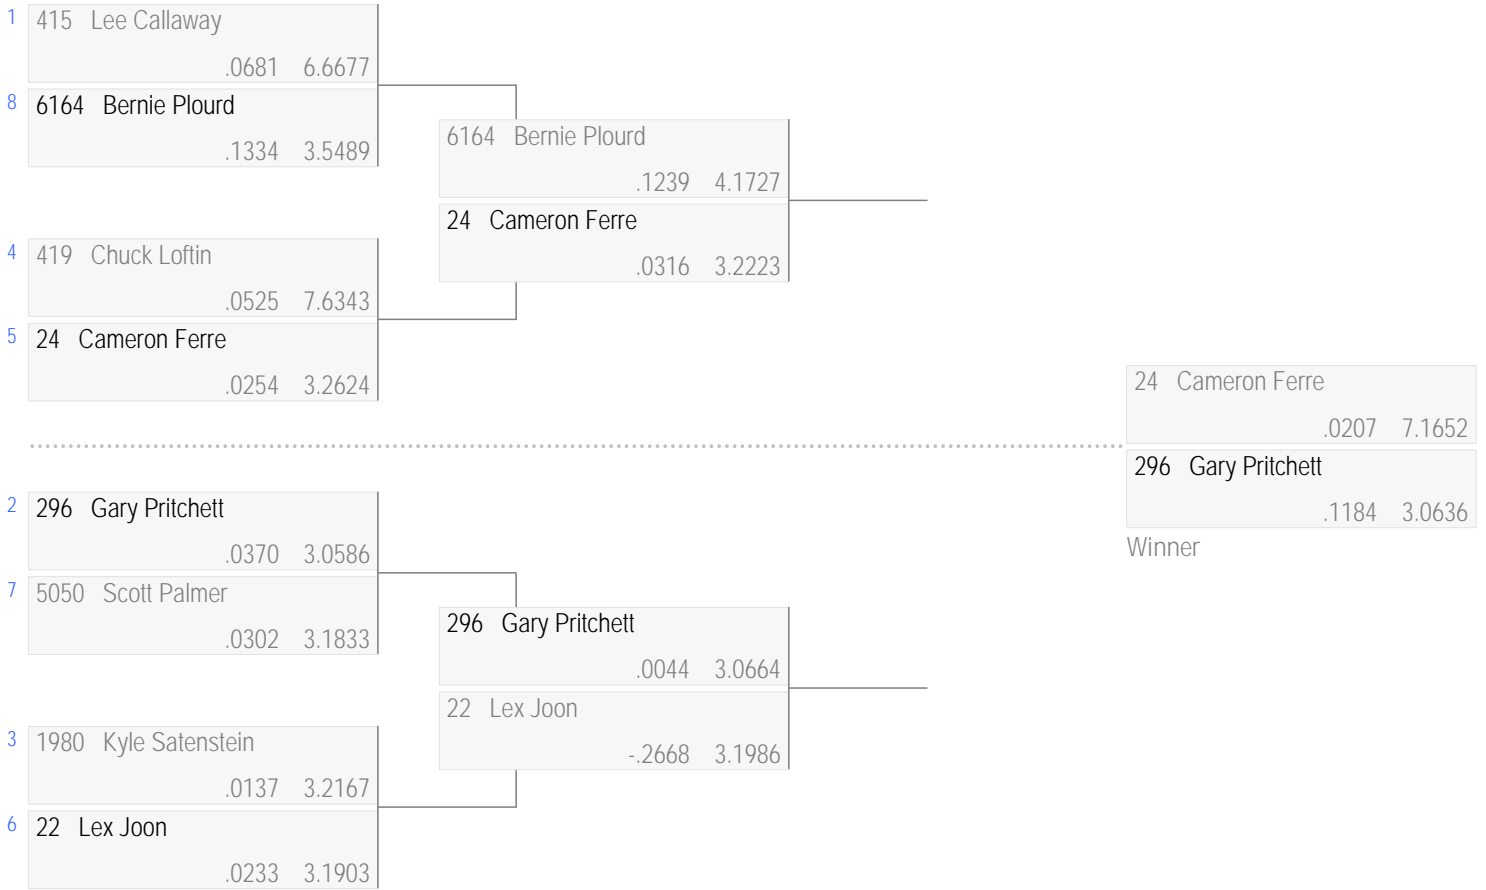 1 415 Lee Callaway
.0681 6.6677
8 6164 Bernie Plourd
.1334 3.5489
6164 Bernie Plourd
.1239 4.1727
24 Cameron Ferre
.0316 3.2223
4 419 Chuck Loftin
.0525 7.6343
5 24 Cameron Ferre
.0254 3.2624
24 Cameron Ferre
.0207 7.1652
296 Gary Pritchett
.1184 3.0636
Winner
2 296 Gary Pritchett
.0370 3.0586
7 5050 Scott Palmer
.0302 3.1833
296 Gary Pritchett
.0044 3.0664
22 Lex Joon
-.2668 3.1986
3 1980 Kyle Satenstein
.0137 3.2167
6 22 Lex Joon
.0233 3.1903